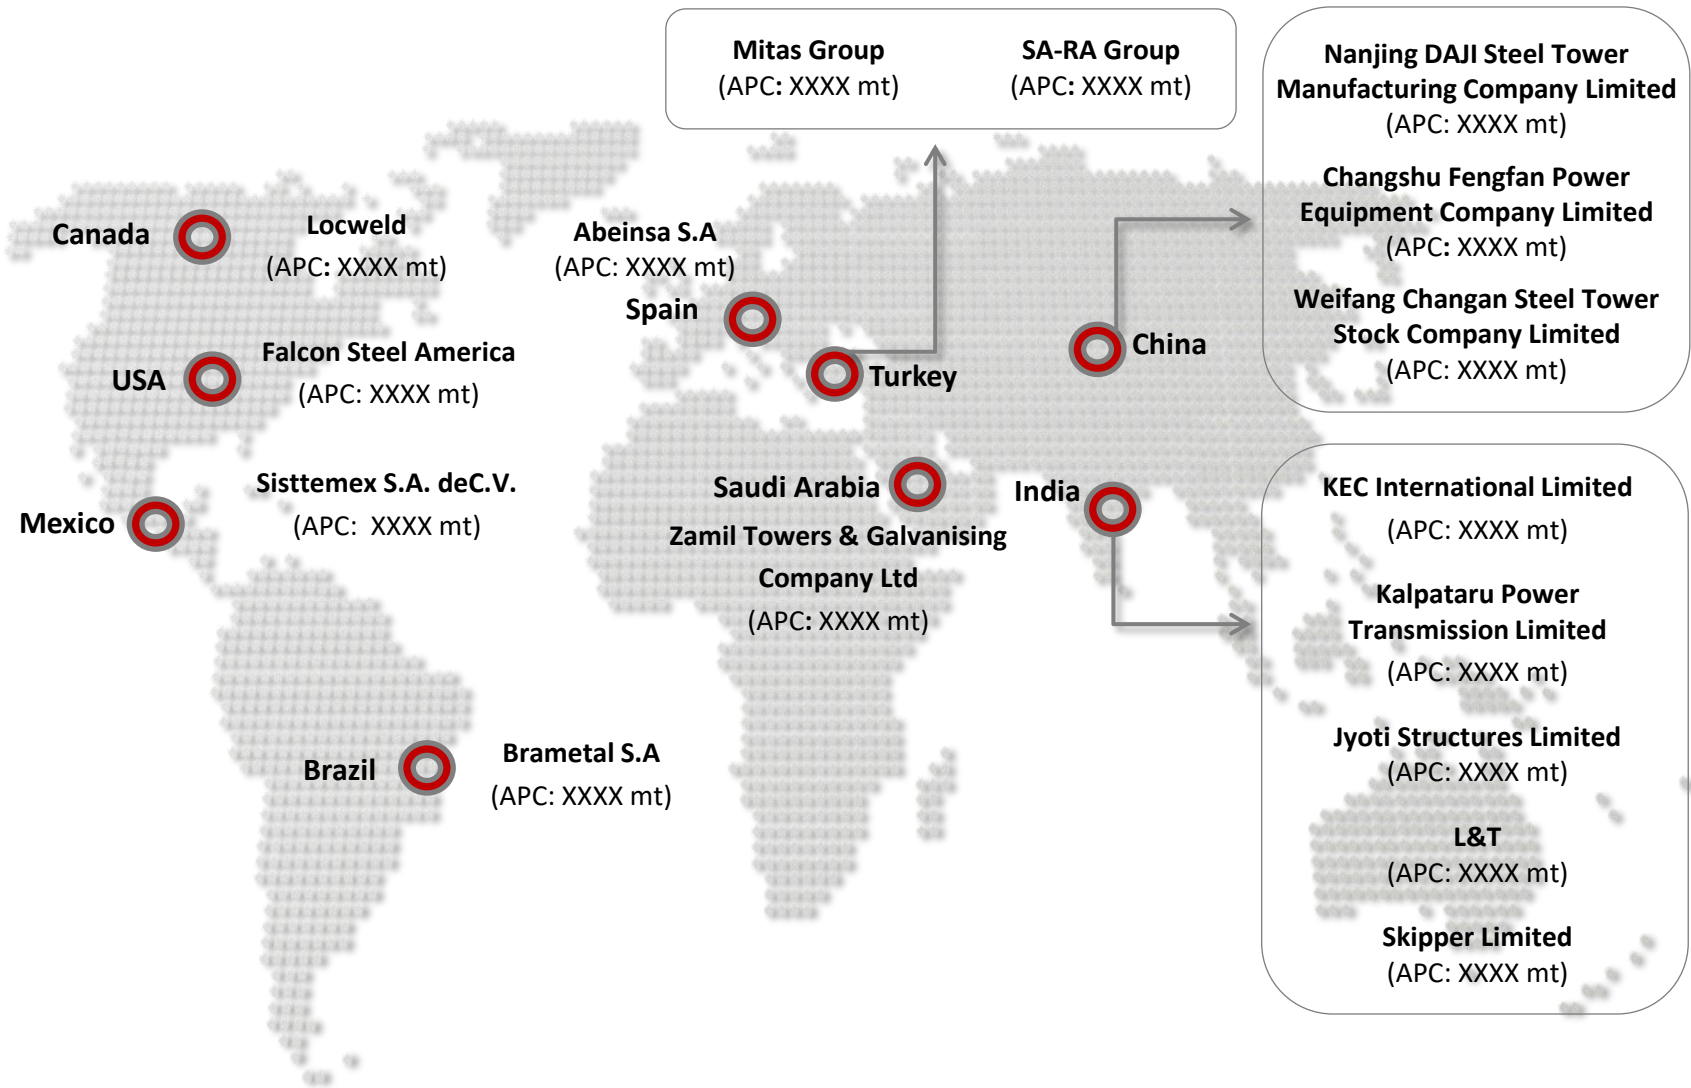 Mitas Group
(APC: XXXX mt)
SA-RA Group
(APC: XXXX mt)
Nanjing DAJI Steel Tower
Manufacturing Company Limited
(APC: XXXX mt)
Changshu Fengfan Power
Equipment Company Limited
(APC: XXXX mt)
Weifang Changan Steel Tower
Stock Company Limited
(APC: XXXX mt)
Canada
Locweld
(APC: XXXX mt)
Abeinsa S.A
(APC: XXXX mt)
Spain
China
Turkey
USA
Falcon Steel America
(APC: XXXX mt)
Mexico
Sisttemex S.A. deC.V.
(APC: XXXX mt)
Saudi Arabia
Zamil Towers & Galvanising
Company Ltd
(APC: XXXX mt)
India
KEC International Limited
(APC: XXXX mt)
Kalpataru Power
Transmission Limited
(APC: XXXX mt)
Jyoti Structures Limited
(APC: XXXX mt)
L&T
(APC: XXXX mt)
Skipper Limited
(APC: XXXX mt)
Brazil
Brametal S.A
(APC: XXXX mt)